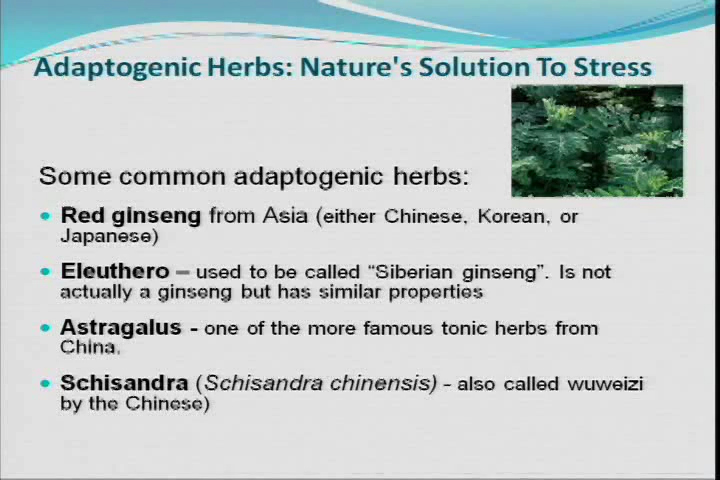 Adaptogenic Herbs: Nature's Solution To Stress
Some common adaptogenic herbs:
• Red ginseng from Asia (either Chinese, Korean, or
Japanese)
• Eleuthero – used to be called “Siberian ginseng”. Is not
actually a ginseng but has similar properties
• Astragalus - one of the more famous tonic herbs from
China.
• Schisandra (Schisandra chinensis) - also called wuweizi
by the Chinese)